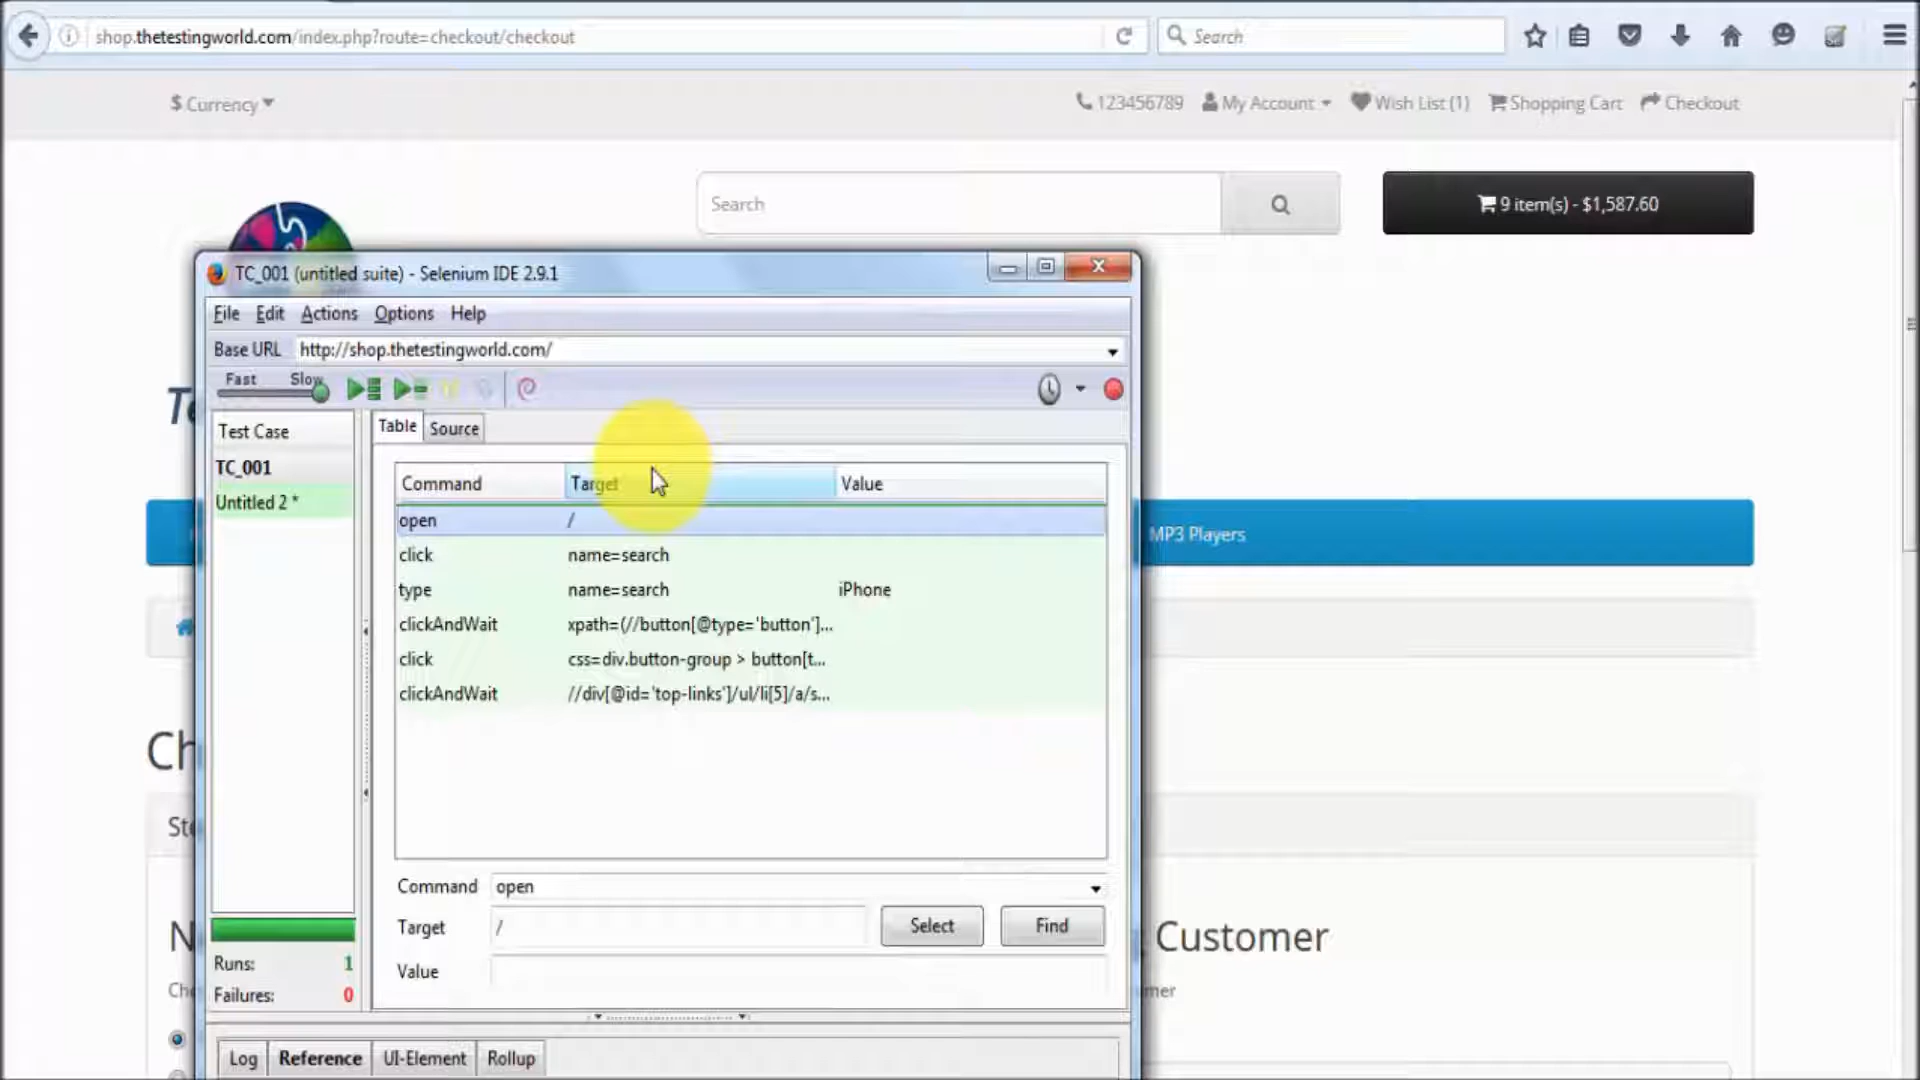 shop.thetestingworld.com/index.php?route=checkout/checkout
Search
$ Currency
123456789 My Account Wish List (1) Shopping Cart Checkout
Search
9 item(s) - $1,587.60
TC_001 (untitled suite) - Selenium IDE 2.9.1
File Edit Actions Options Help
Base URL http://shop.thetestingworld.com/
Fast Slow
Table Source
Test Case
TC_001
Untitled 2 *
Command Target Value
open /
click name=search
type name=search iPhone
clickAndWait xpath=(//button[@type='button']...
click css=div.button-group > button[t...
clickAndWait //div[@id='top-links']/ul/li[5]/a/s...
MP3 Players
Command open
Target / Select Find
Value
Runs: 1
Failures: 0
Customer
Log Reference UI-Element Rollup